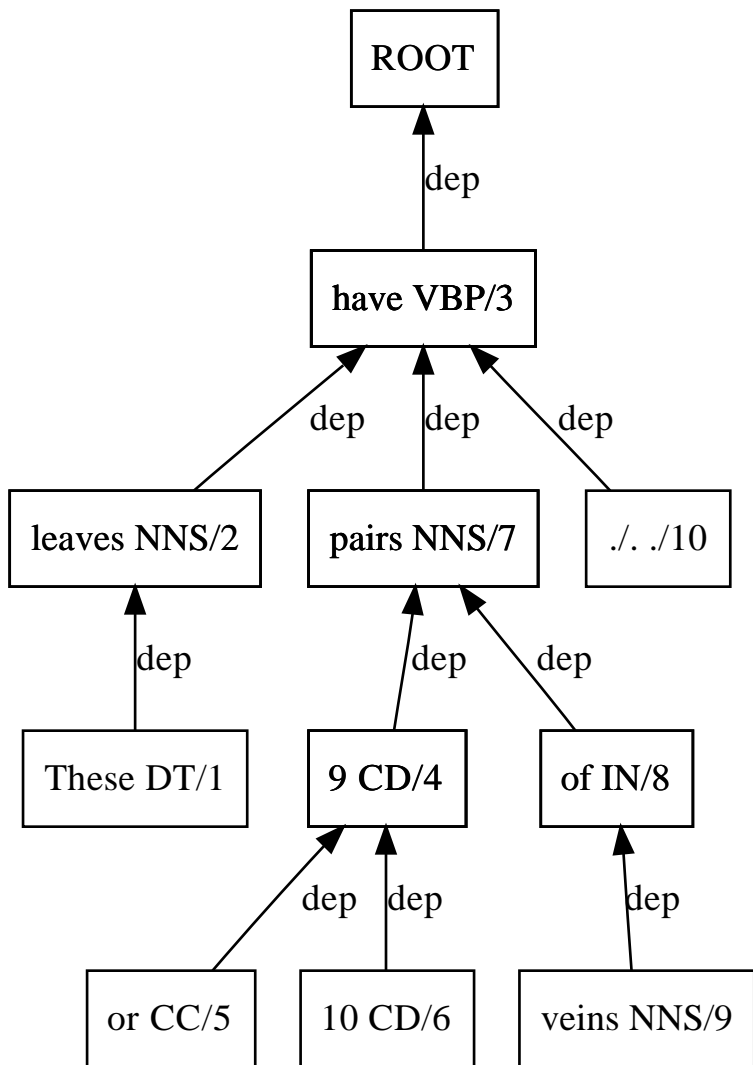 ROOT
dep
have VBP/3
dep dep dep
leaves NNS/2 pairs NNS/7 ./. ./10
dep dep dep
These DT/1 9 CD/4 of IN/8
dep dep dep
or CC/5 10 CD/6 veins NNS/9